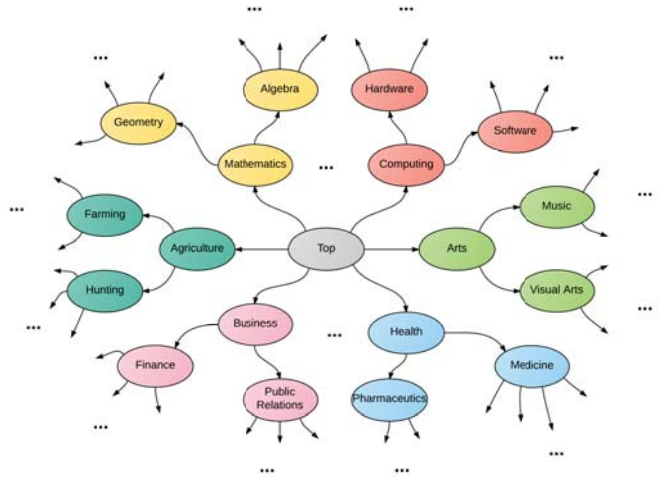 ...
...
...
...
Algebra
Hardware
Geometry
Software
Mathematics
...
Computing
...
...
Farming
Music
Agriculture
Top
Arts
Hunting
Visual Arts
...
...
Business
...
Health
Finance
Medicine
Public
Relations
Pharmaceutics
...
...
...
...